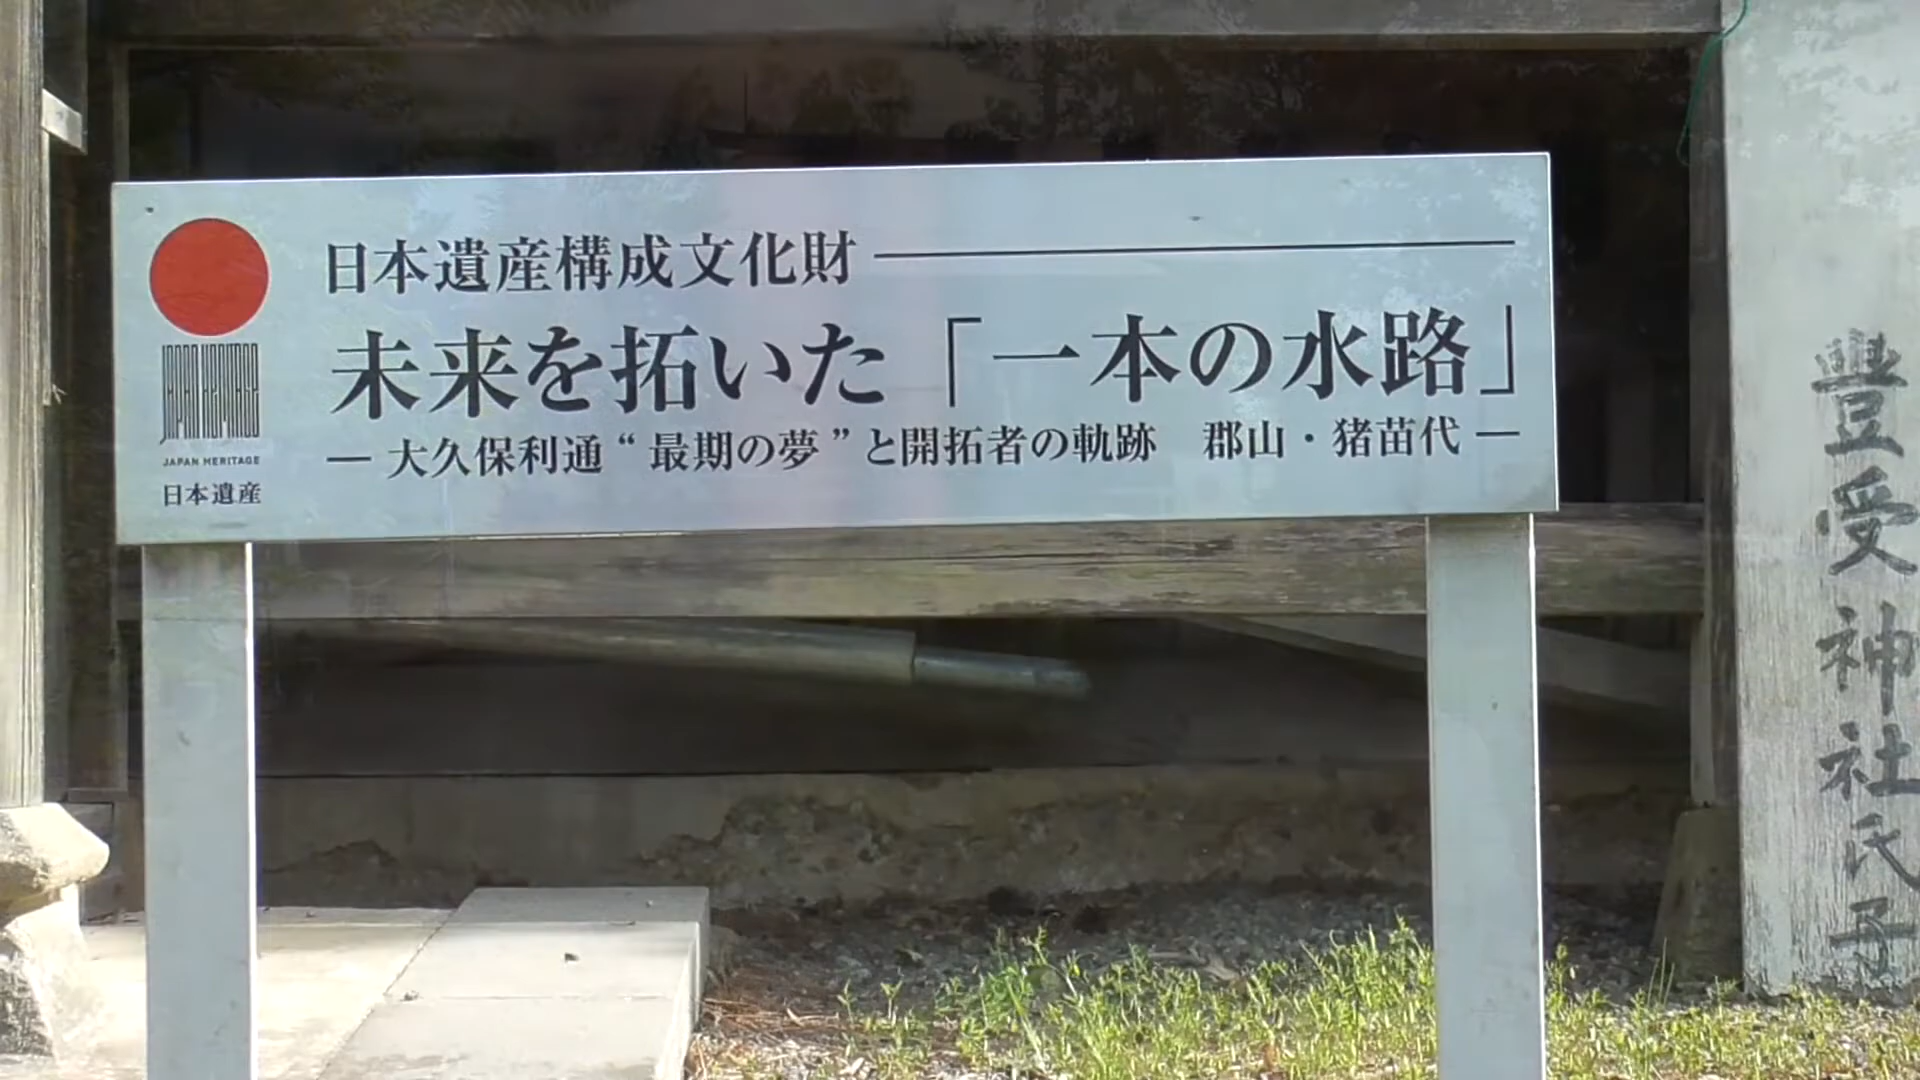 日本遺産構成文化財
未来を拓いた「一本の水路」
―大久保利通“最期の夢”と開拓者の軌跡 郡山・猪苗代―
JAPAN HERITAGE
JAPAN HERITAGE
日本遺産
豊受神社氏子